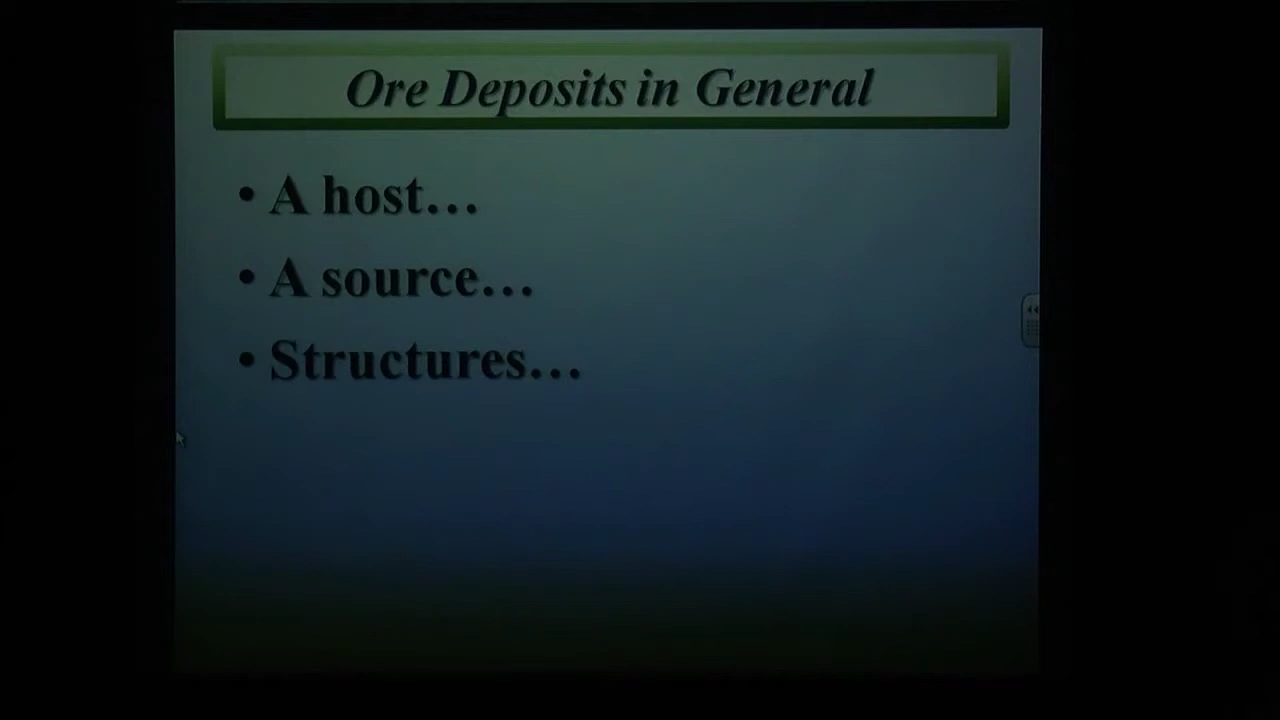 Ore Deposits in General
• A host…
• A source…
• Structures…